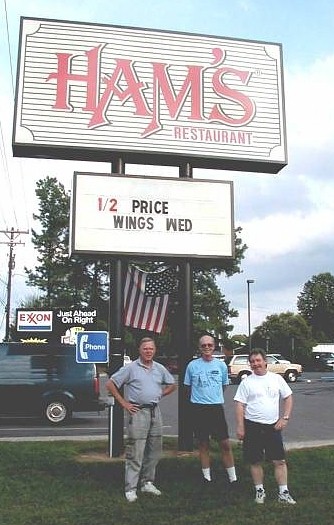 HAM'S
RESTAURANT
1/2 PRICE
WINGS WED
EXXON
Just Ahead
On Right
Phone